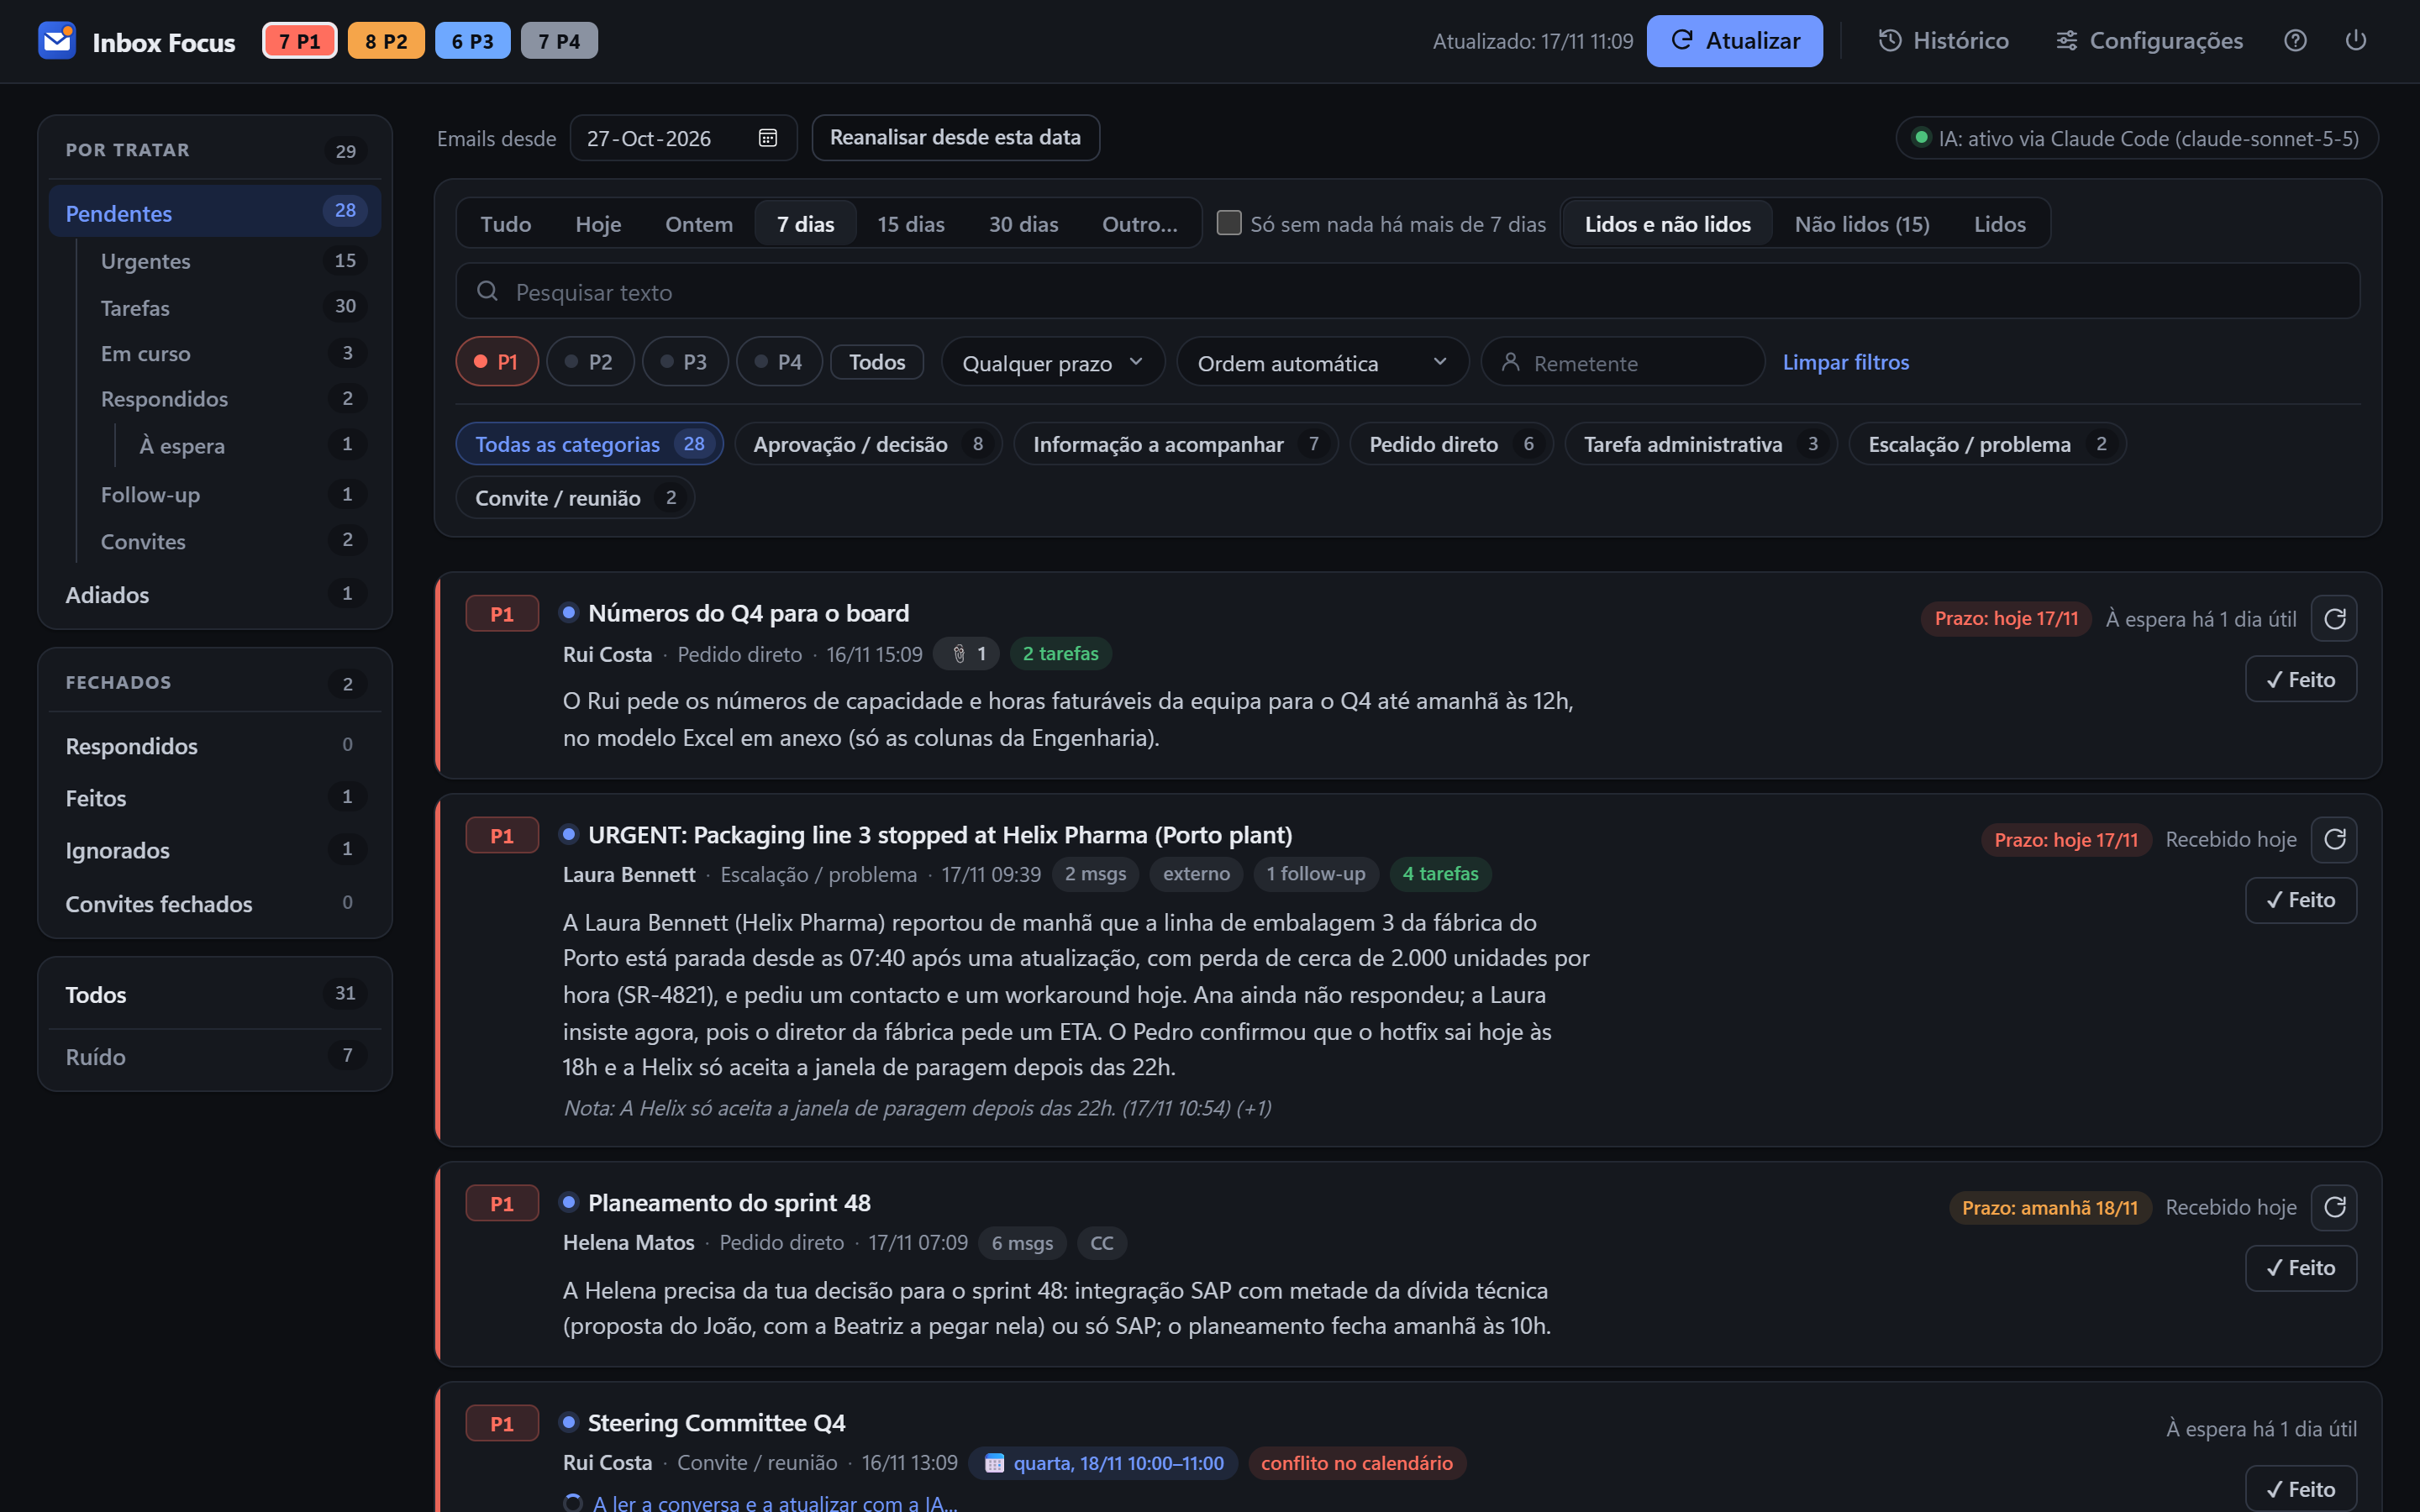 Inbox Focus 7 P1 8 P2 6 P3 7 P4 Atualizado: 17/11 11:09 Atualizar Histórico Configurações
POR TRATAR 29
Pendentes 28
Urgentes 15
Tarefas 30
Em curso 3
Respondidos 2
À espera 1
Follow-up 1
Convites 2
Adiados 1
FECHADOS 2
Respondidos 0
Feitos 1
Ignorados 1
Convites fechados 0
Todos 31
Ruído 7
Emails desde 27-Oct-2026 Reanalisar desde esta data IA: ativo via Claude Code (claude-sonnet-5-5)
Tudo Hoje Ontem 7 dias 15 dias 30 dias Outro... Só sem nada há mais de 7 dias Lidos e não lidos Não lidos (15) Lidos
Pesquisar texto
P1 P2 P3 P4 Todos Qualquer prazo Ordem automática Remetente Limpar filtros
Todas as categorias 28 Aprovação / decisão 8 Informação a acompanhar 7 Pedido direto 6 Tarefa administrativa 3 Escalação / problema 2
Convite / reunião 2
P1 Números do Q4 para o board Prazo: hoje 17/11 À espera há 1 dia útil
Rui Costa · Pedido direto · 16/11 15:09 1 2 tarefas
✓ Feito
O Rui pede os números de capacidade e horas faturáveis da equipa para o Q4 até amanhã às 12h,
no modelo Excel em anexo (só as colunas da Engenharia).
P1 URGENT: Packaging line 3 stopped at Helix Pharma (Porto plant) Prazo: hoje 17/11 Recebido hoje
Laura Bennett · Escalação / problema · 17/11 09:39 2 msgs externo 1 follow-up 4 tarefas
✓ Feito
A Laura Bennett (Helix Pharma) reportou de manhã que a linha de embalagem 3 da fábrica do
Porto está parada desde as 07:40 após uma atualização, com perda de cerca de 2.000 unidades por
hora (SR-4821), e pediu um contacto e um workaround hoje. Ana ainda não respondeu; a Laura
insiste agora, pois o diretor da fábrica pede um ETA. O Pedro confirmou que o hotfix sai hoje às
18h e a Helix só aceita a janela de paragem depois das 22h.
Nota: A Helix só aceita a janela de paragem depois das 22h. (17/11 10:54) (+1)
P1 Planeamento do sprint 48 Prazo: amanhã 18/11 Recebido hoje
Helena Matos · Pedido direto · 17/11 07:09 6 msgs CC
✓ Feito
A Helena precisa da tua decisão para o sprint 48: integração SAP com metade da dívida técnica
(proposta do João, com a Beatriz a pegar nela) ou só SAP; o planeamento fecha amanhã às 10h.
P1 Steering Committee Q4 À espera há 1 dia útil
Rui Costa · Convite / reunião · 16/11 13:09 quarta, 18/11 10:00–11:00 conflito no calendário
✓ Feito
A ler a conversa e a atualizar com a IA...